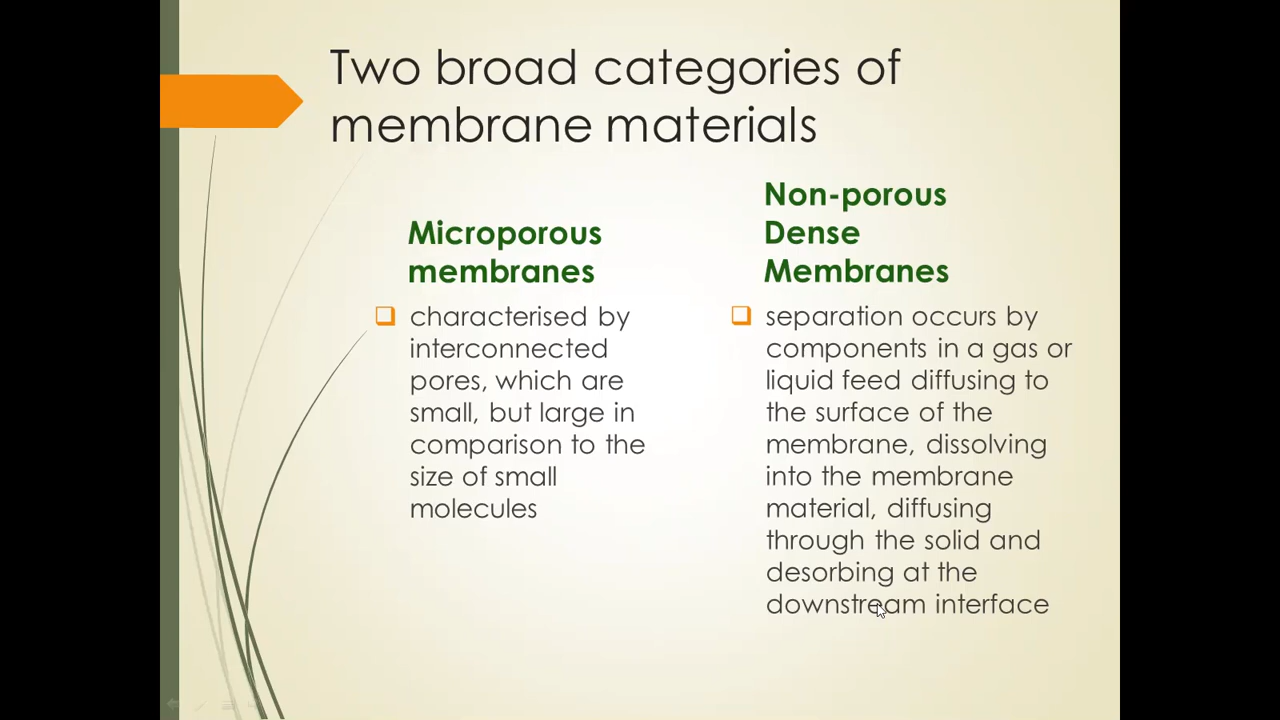 Two broad categories of
membrane materials
Microporous
membranes
characterised by
interconnected
pores, which are
small, but large in
comparison to the
size of small
molecules
Non-porous
Dense
Membranes
separation occurs by
components in a gas or
liquid feed diffusing to
the surface of the
membrane, dissolving
into the membrane
material, diffusing
through the solid and
desorbing at the
downstream interface